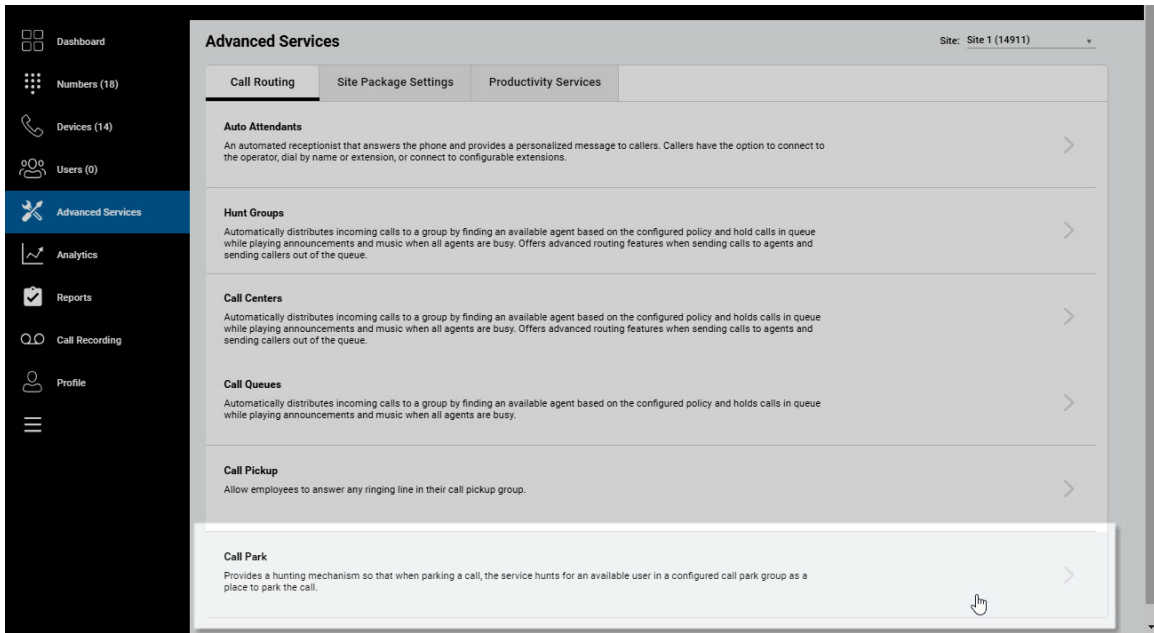 Dashboard
Numbers (18)
Devices (14)
Users (0)
Advanced Services
Analytics
Reports
Call Recording
Profile
Advanced Services
Site: Site 1 (14911)
Call Routing
Site Package Settings
Productivity Services
Auto Attendants
An automated receptionist that answers the phone and provides a personalized message to callers. Callers have the option to connect to
the operator, dial by name or extension, or connect to configurable extensions.
Hunt Groups
Automatically distributes incoming calls to a group by finding an available agent based on the configured policy and hold calls in queue
while playing announcements and music when all agents are busy. Offers advanced routing features when sending calls to agents and
sending callers out of the queue.
Call Centers
Automatically distributes incoming calls to a group by finding an available agent based on the configured policy and holds calls in queue
while playing announcements and music when all agents are busy. Offers advanced routing features when sending calls to agents and
sending callers out of the queue.
Call Queues
Automatically distributes incoming calls to a group by finding an available agent based on the configured policy and holds calls in queue
while playing announcements and music when all agents are busy.
Call Pickup
Allow employees to answer any ringing line in their call pickup group.
Call Park
Provides a hunting mechanism so that when parking a call, the service hunts for an available user in a configured call park group as a
place to park the call.